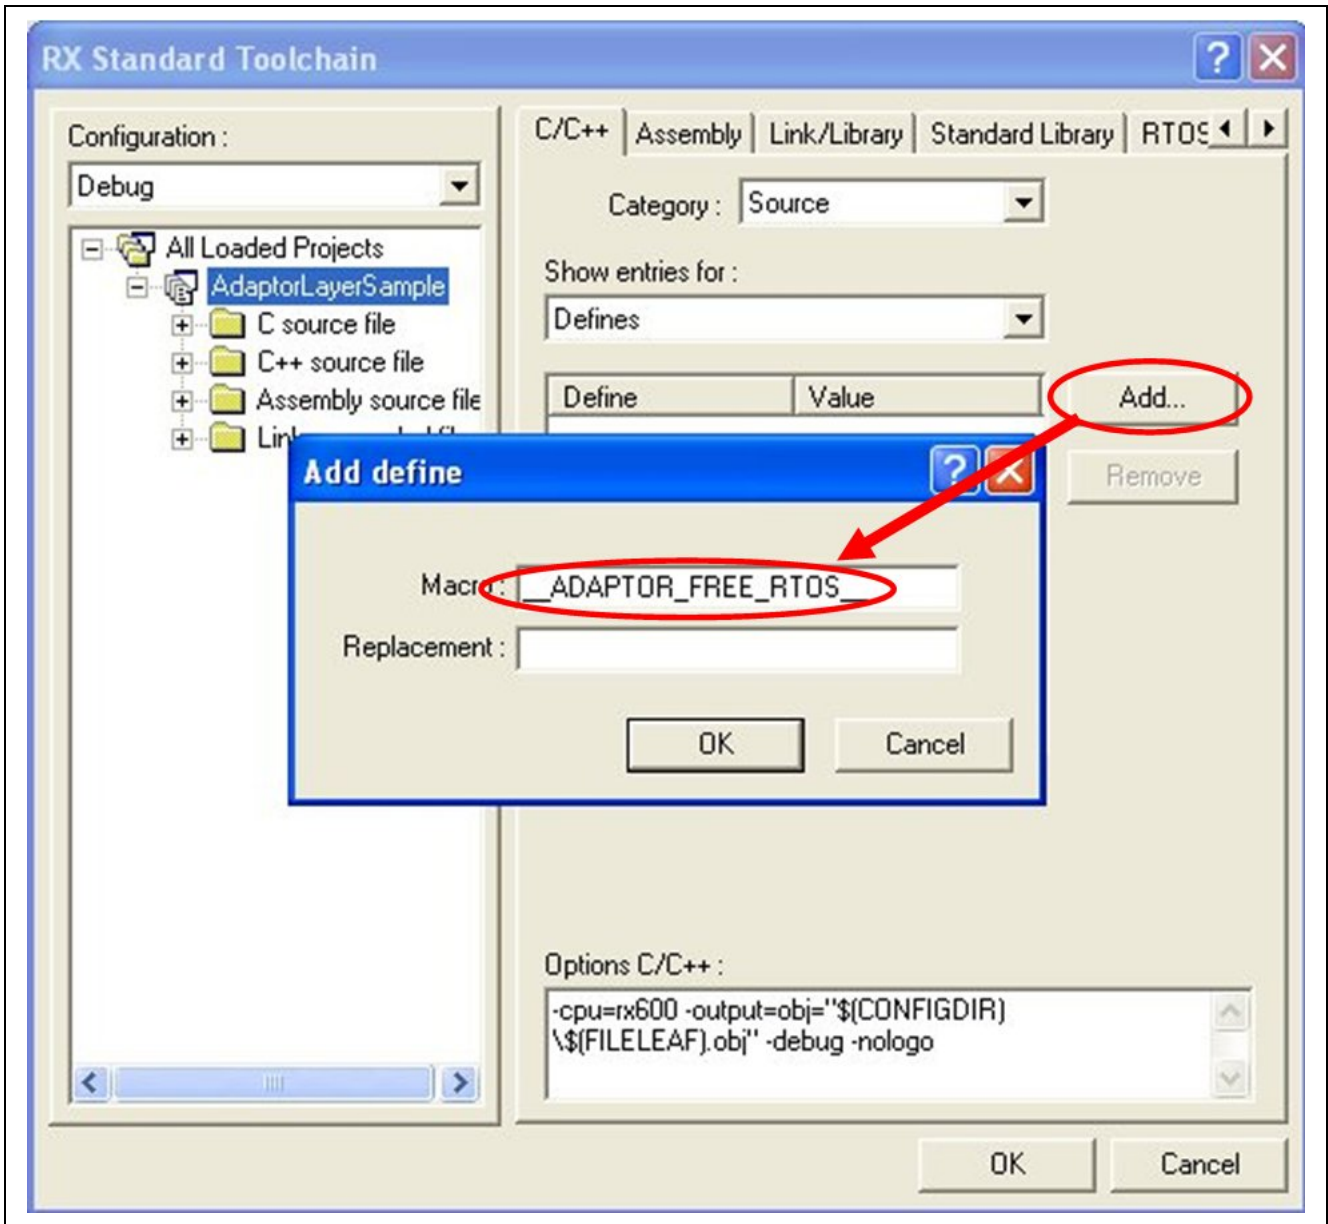 RX Standard Toolchain
Configuration :
Debug
All Loaded Projects
AdaptorLayerSample
C source file
C++ source file
Assembly source file
C/C++ Assembly Link/Library Standard Library RTOS
Category : Source
Show entries for :
Defines
Define Value
Add...
Remove
Add define
Macro : __ADAPTOR_FREE_RTOS__
Replacement :
OK Cancel
Options C/C++ :
-cpu=rx600 -output=obj="$(CONFIGDIR)
\$(FILELEAF).obj" -debug -nologo
OK Cancel